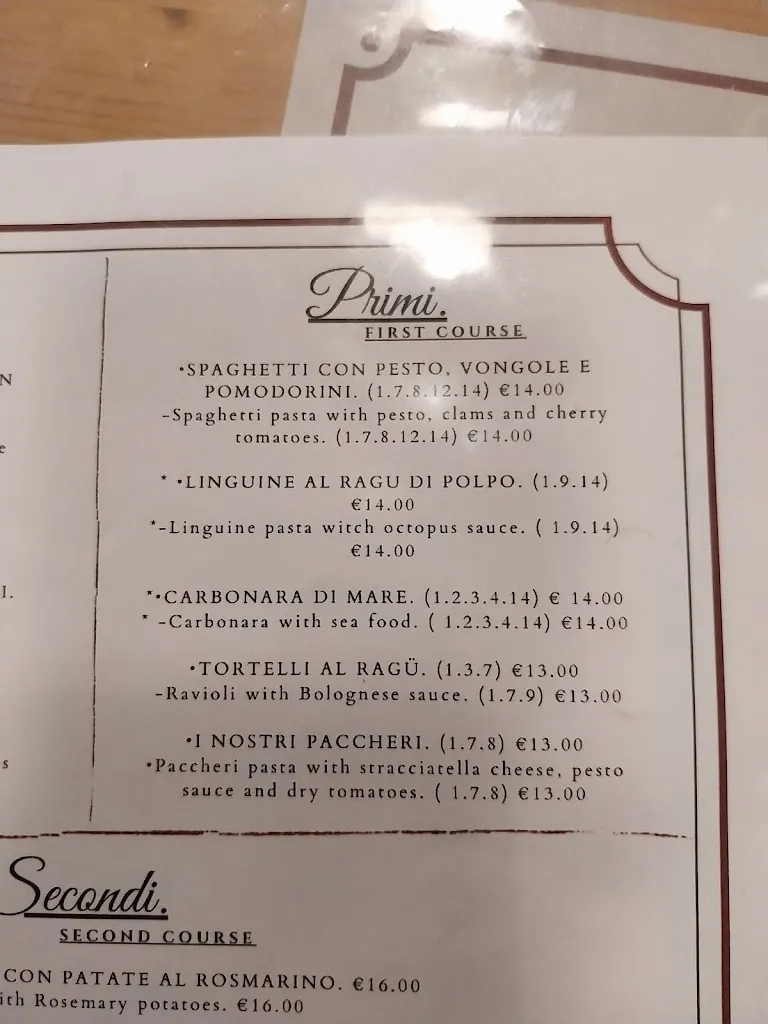 Primi.
FIRST COURSE
•SPAGHETTI CON PESTO, VONGOLE E
POMODORINI. (1.7.8.12.14) €14.00
-Spaghetti pasta with pesto, clams and cherry
tomatoes. (1.7.8.12.14) €14.00
* •LINGUINE AL RAGU DI POLPO. (1.9.14)
€14.00
*-Linguine pasta witch octopus sauce. ( 1.9.14)
€14.00
*•CARBONARA DI MARE. (1.2.3.4.14) € 14.00
* -Carbonara with sea food. ( 1.2.3.4.14) €14.00
•TORTELLI AL RAGÜ. (1.3.7) €13.00
-Ravioli with Bolognese sauce. (1.7.9) €13.00
•I NOSTRI PACCHERI. (1.7.8) €13.00
•Paccheri pasta with stracciatella cheese, pesto
sauce and dry tomatoes. ( 1.7.8) €13.00
Secondi.
SECOND COURSE
CON PATATE AL ROSMARINO. €16.00
ith Rosemary potatoes. €16.00